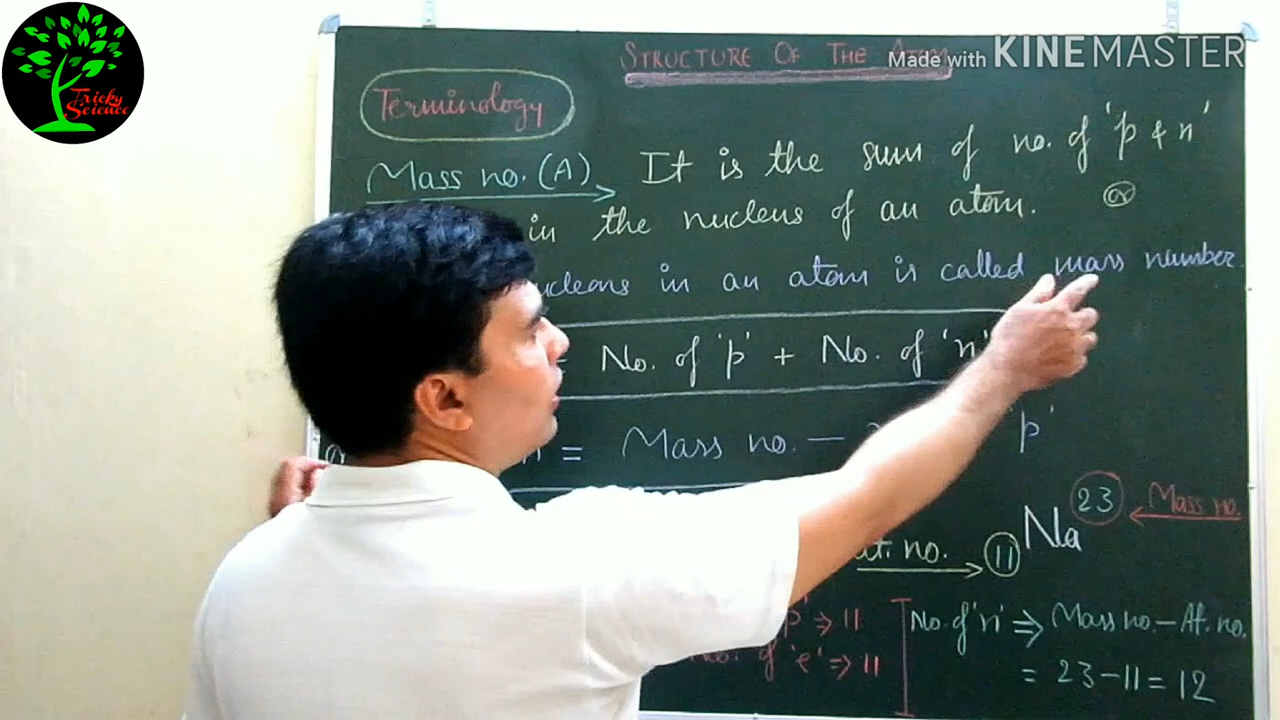 Tricky
Science
STRUCTURE OF THE ATOM
Made with KINEMASTER
Terminology
Mass no. (A) → It is the sum of no. of 'p & n'
in the nucleus of an atom. or
in an atom is called mass number.
= No. of 'p' + No. of 'n'
= Mass no. - 'p'
at. no. → 11 Na 23 ← Mass no.
'p' ⇒ 11
of 'e' ⇒ 11
No. of 'n' ⇒ Mass no. - At. no.
= 23 - 11 = 12